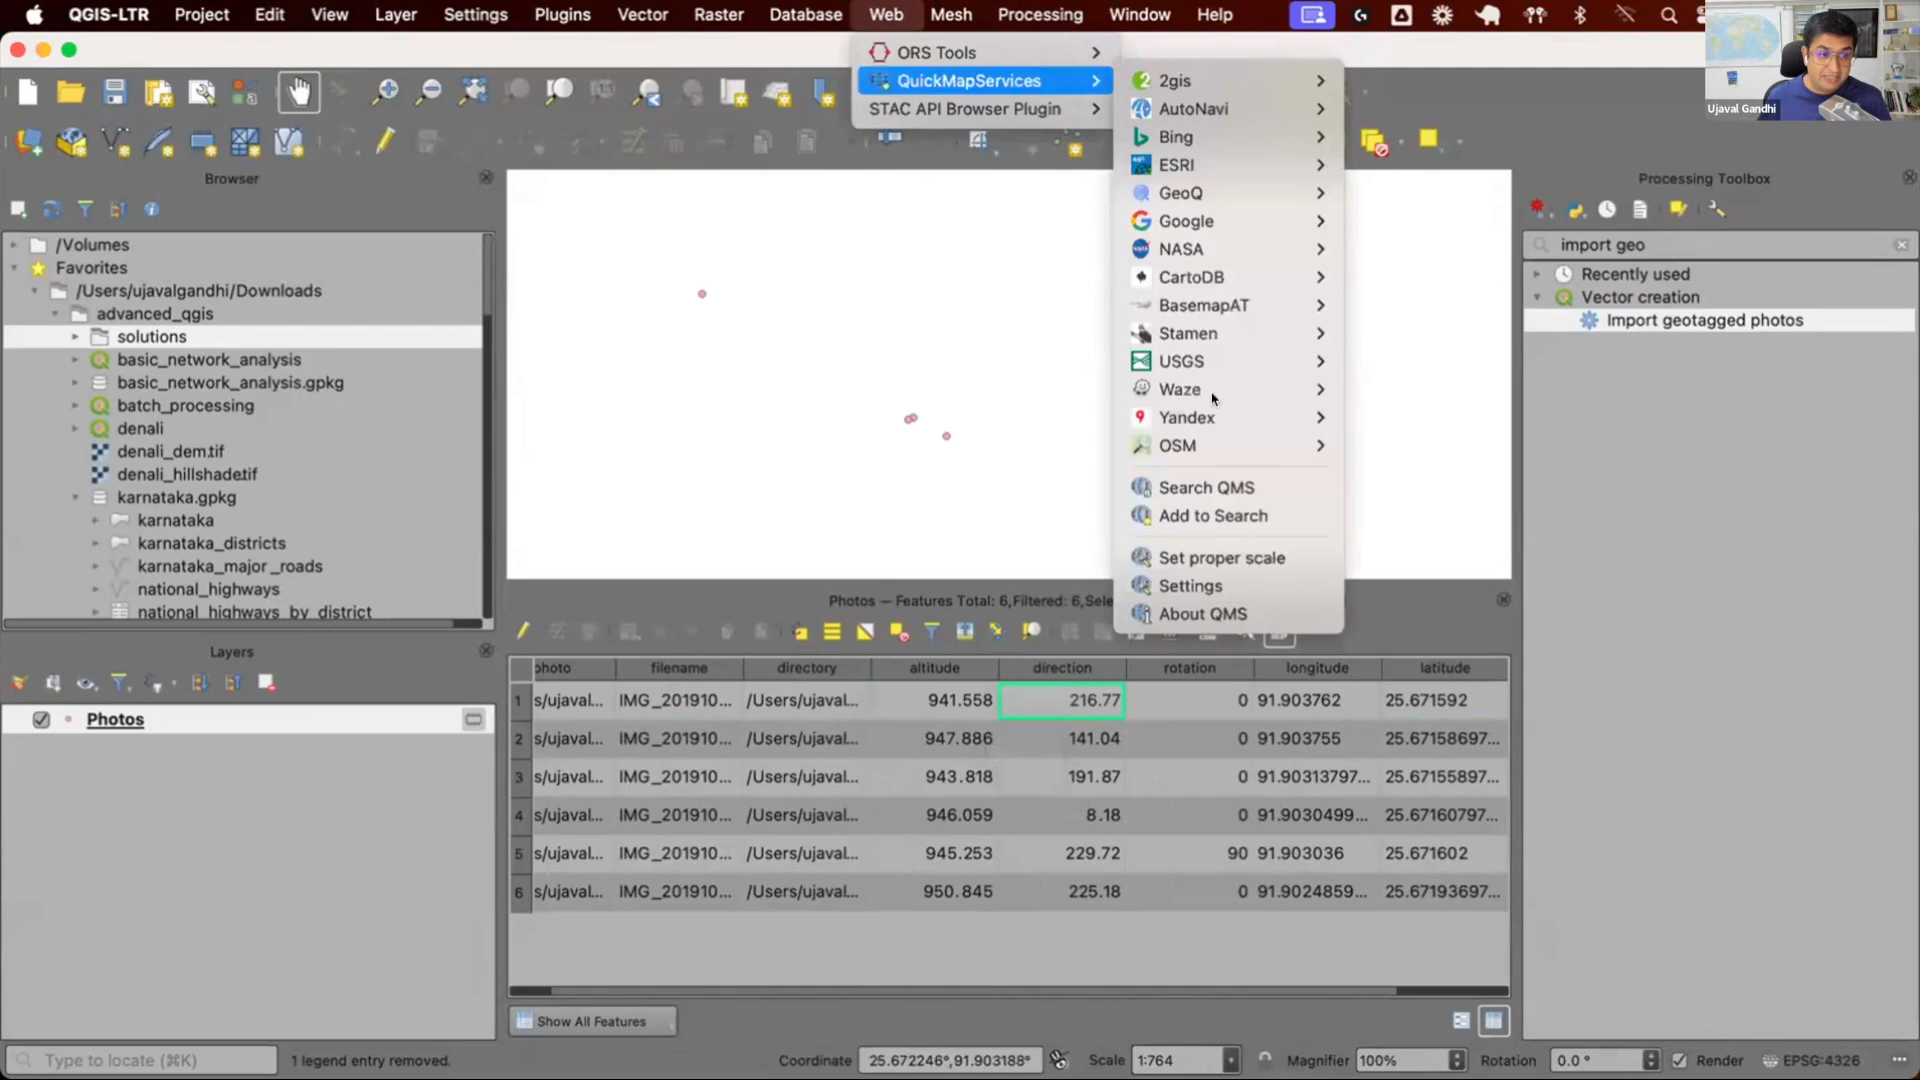 QGIS-LTR Project Edit View Layer Settings Plugins Vector Raster Database Web Mesh Processing Window Help
Ujaval Gandhi
ORS Tools
QuickMapServices
STAC API Browser Plugin
2gis
AutoNavi
Bing
ESRI
GeoQ
Google
NASA
CartoDB
BasemapAT
Stamen
USGS
Waze
Yandex
OSM
Search QMS
Add to Search
Set proper scale
Settings
About QMS
Browser
/Volumes
Favorites
/Users/ujavalgandhi/Downloads
advanced_qgis
solutions
basic_network_analysis
basic_network_analysis.gpkg
batch_processing
denali
denali_dem.tif
denali_hillshade.tif
karnataka.gpkg
karnataka
karnataka_districts
karnataka_major_roads
national_highways
national_highways_by_district
Layers
Photos
Processing Toolbox
import geo
Recently used
Vector creation
Import geotagged photos
Photos — Features Total: 6, Filtered: 6, Sele
photo filename directory altitude direction rotation longitude latitude
1 s/ujaval... IMG_201910... /Users/ujaval... 941.558 216.77 0 91.903762 25.671592
2 s/ujaval... IMG_201910... /Users/ujaval... 947.886 141.04 0 91.903755 25.67158697...
3 s/ujaval... IMG_201910... /Users/ujaval... 943.818 191.87 0 91.90313797... 25.67155897...
4 s/ujaval... IMG_201910... /Users/ujaval... 946.059 8.18 0 91.9030499... 25.67160797...
5 s/ujaval... IMG_201910... /Users/ujaval... 945.253 229.72 90 91.903036 25.671602
6 s/ujaval... IMG_201910... /Users/ujaval... 950.845 225.18 0 91.9024859... 25.67193697...
Show All Features
Type to locate (⌘K) 1 legend entry removed. Coordinate 25.672246°,91.903188° Scale 1:764 Magnifier 100% Rotation 0.0 ° Render EPSG:4326